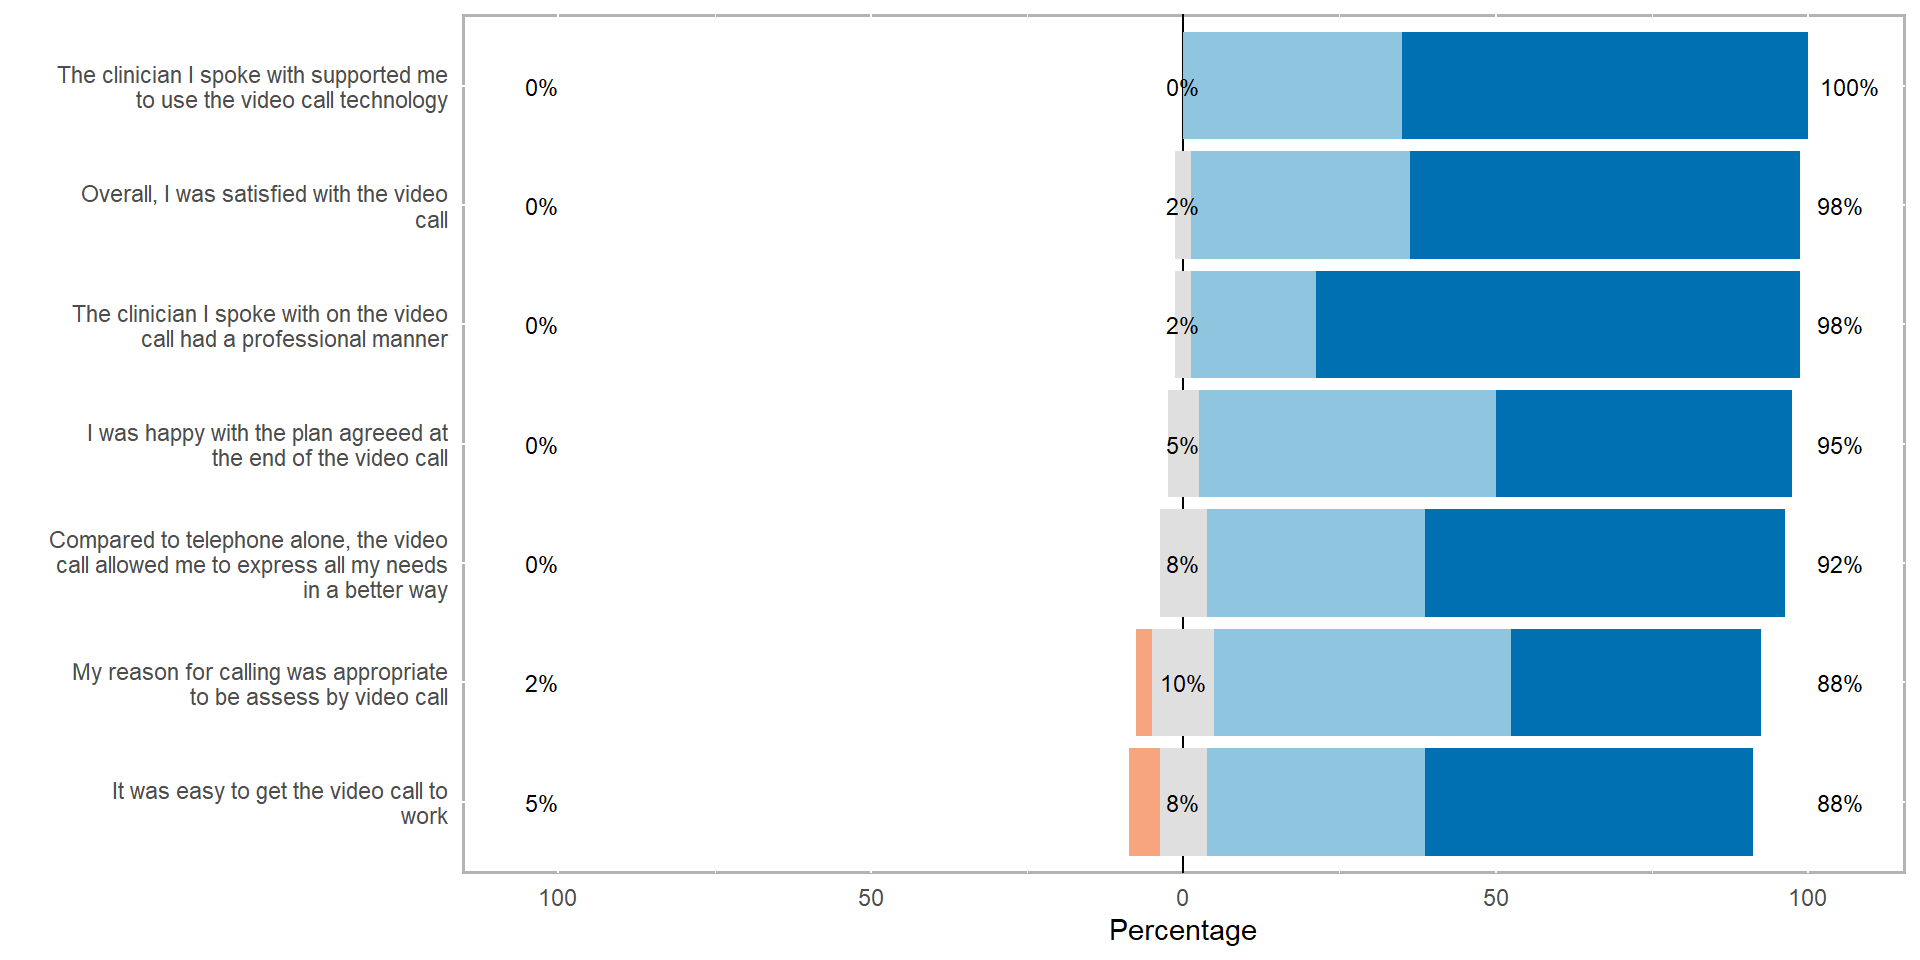 The clinician I spoke with supported me
to use the video call technology
0%
0%
100%
Overall, I was satisfied with the video
call
0%
2%
98%
The clinician I spoke with on the video
call had a professional manner
0%
2%
98%
I was happy with the plan agreeed at
the end of the video call
0%
5%
95%
Compared to telephone alone, the video
call allowed me to express all my needs
in a better way
0%
8%
92%
My reason for calling was appropriate
to be assess by video call
2%
10%
88%
It was easy to get the video call to
work
5%
8%
88%
100 50 0 50 100
Percentage